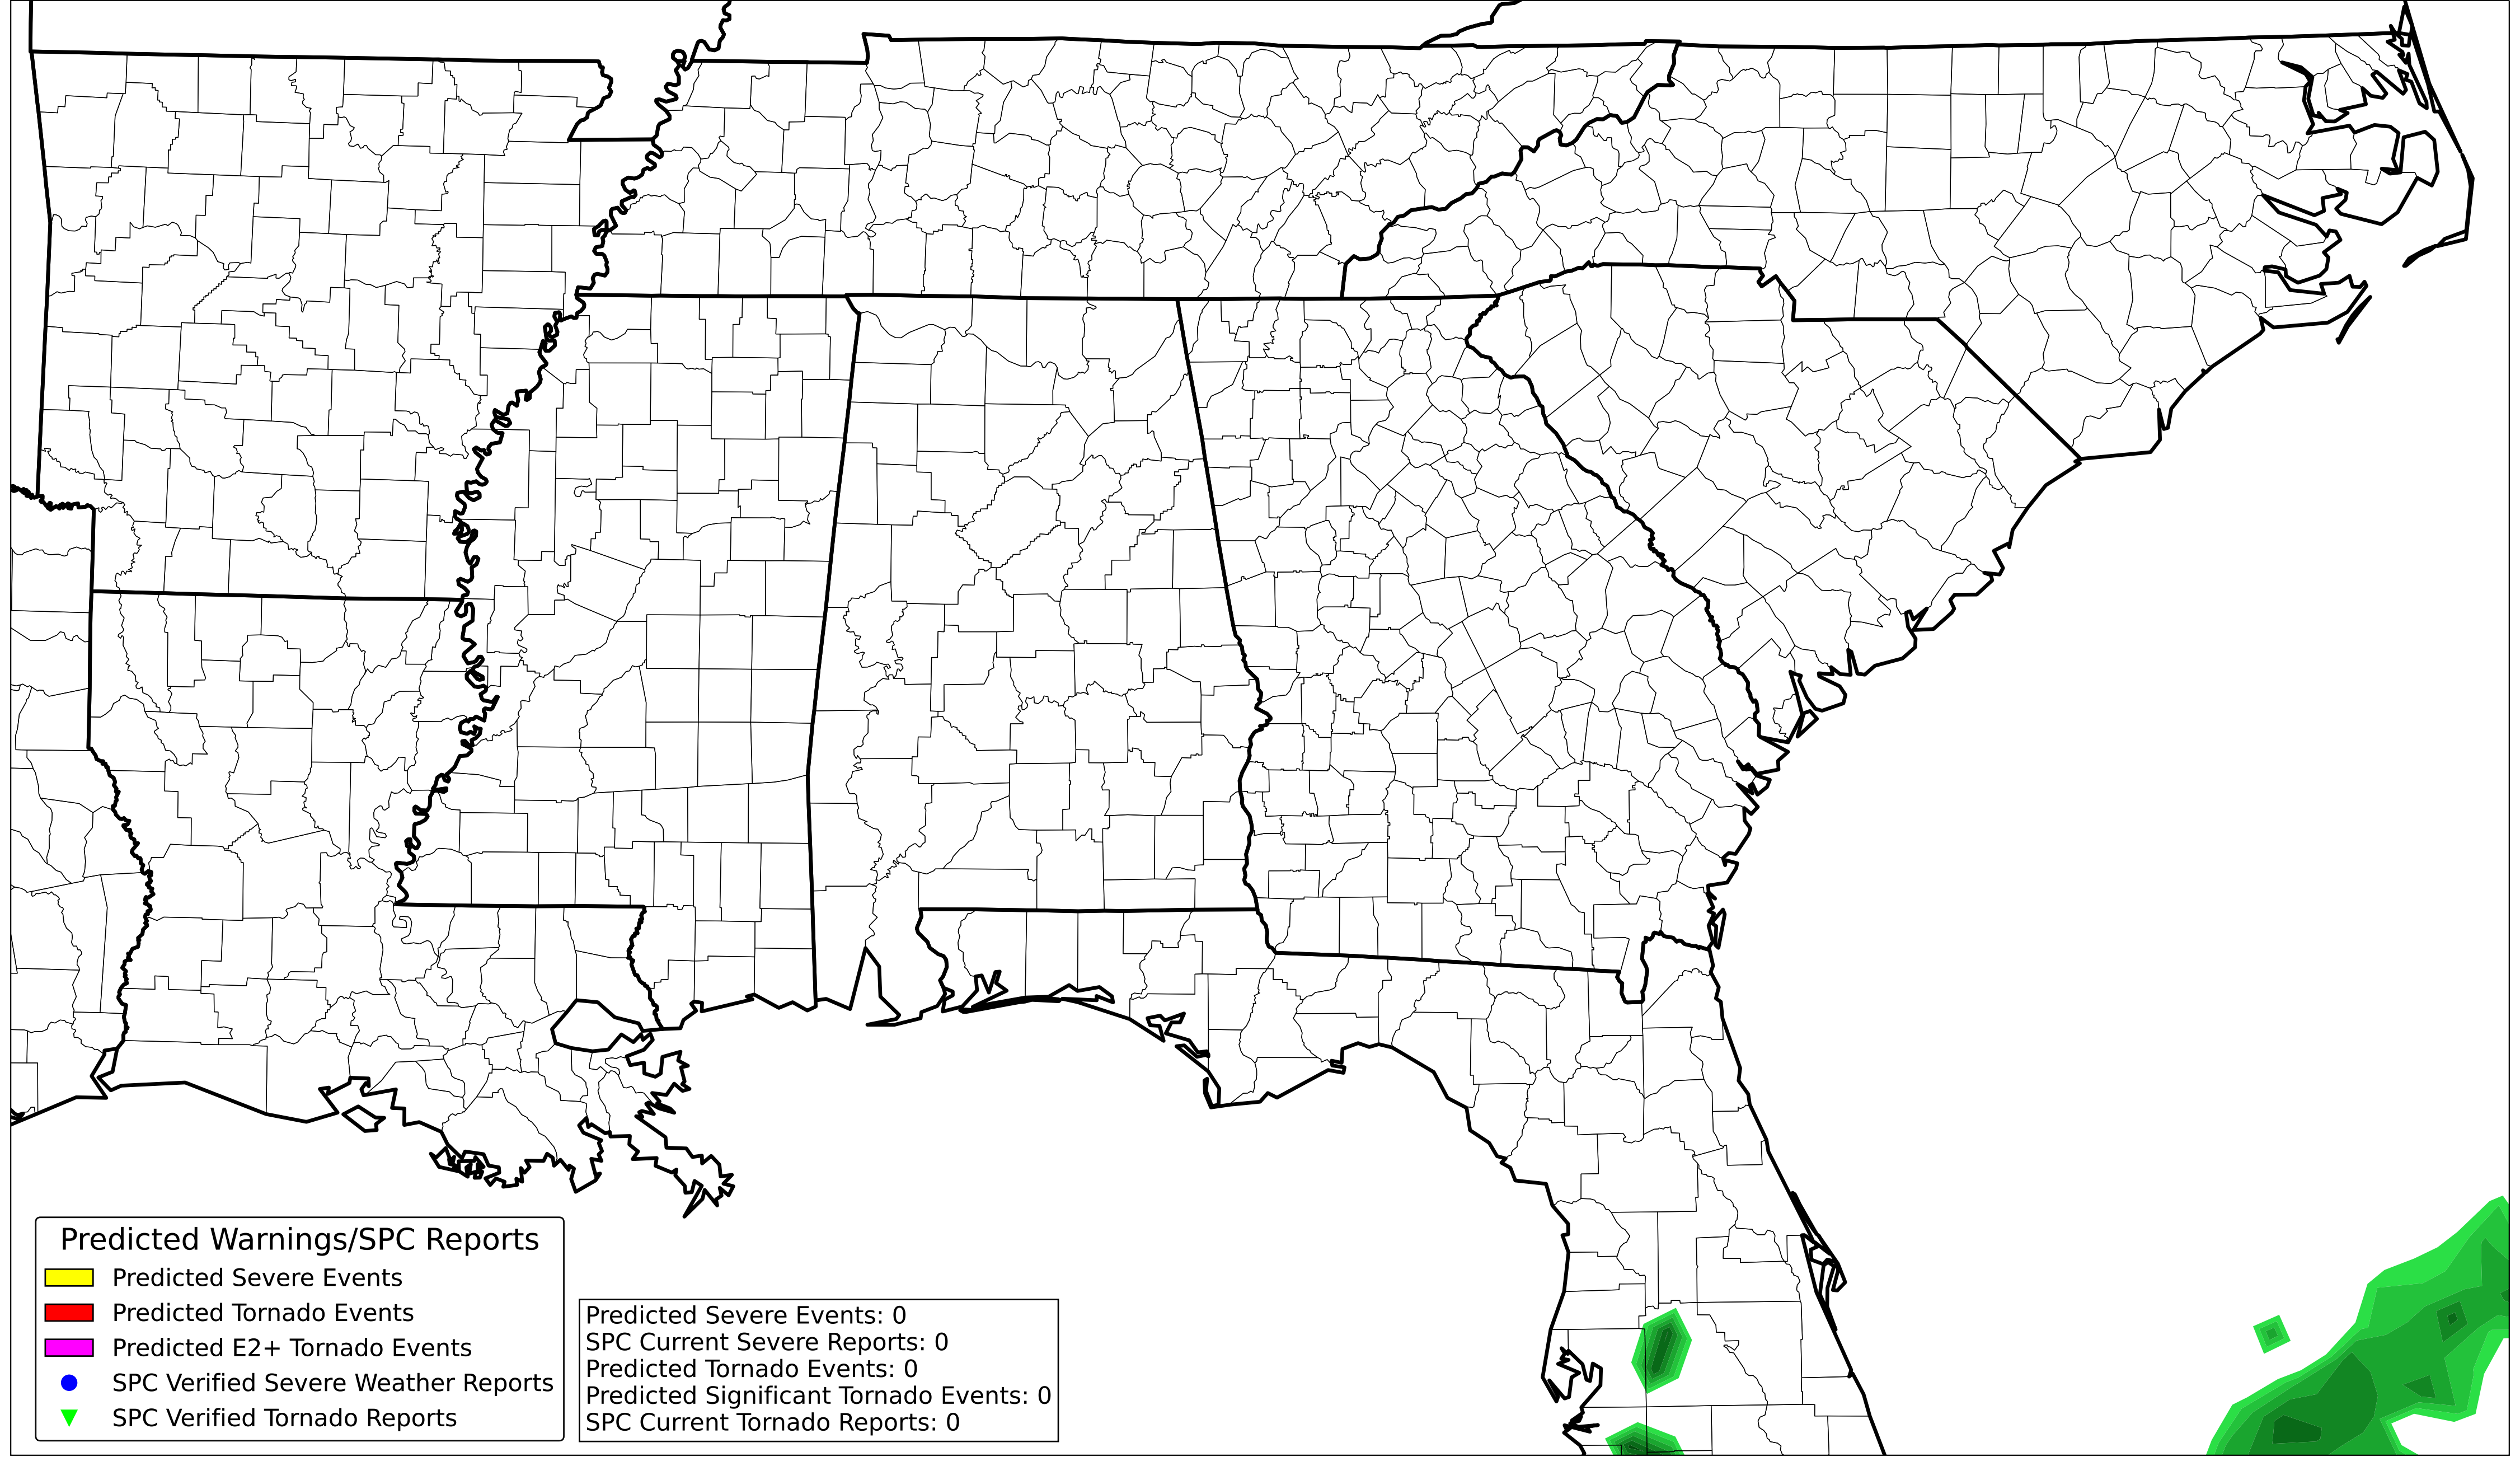 Predicted Warnings/SPC Reports
Predicted Severe Events
Predicted Tornado Events
Predicted E2+ Tornado Events
SPC Verified Severe Weather Reports
SPC Verified Tornado Reports
Predicted Severe Events: 0
SPC Current Severe Reports: 0
Predicted Tornado Events: 0
Predicted Significant Tornado Events: 0
SPC Current Tornado Reports: 0